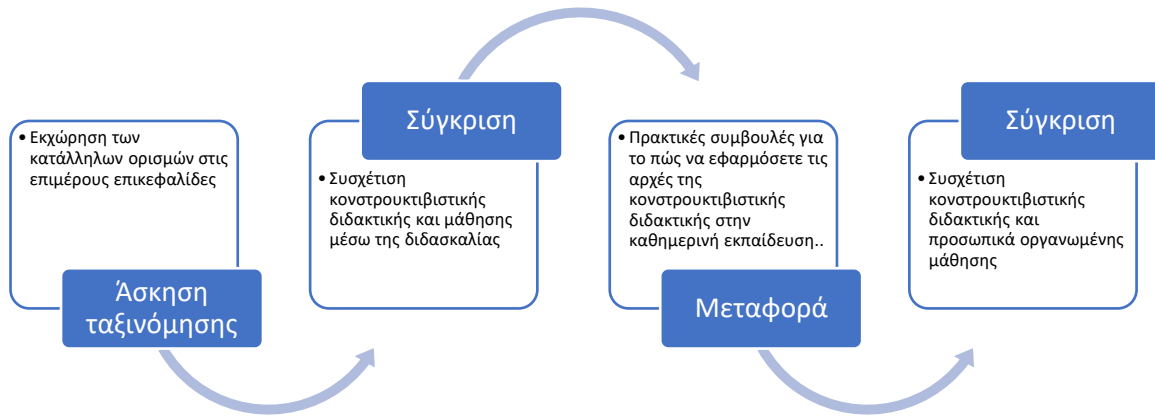 • Εκχώρηση των
κατάλληλων ορισμών στις
επιμέρους επικεφαλίδες
Άσκηση
ταξινόμησης
Σύγκριση
• Συσχέτιση
κονστρουκτιβιστικής
διδακτικής και μάθησης
μέσω της διδασκαλίας
• Πρακτικές συμβουλές για
το πώς να εφαρμόσετε τις
αρχές της
κονστρουκτιβιστικής
διδακτικής στην
καθημερινή εκπαίδευση..
Μεταφορά
Σύγκριση
• Συσχέτιση
κονστρουκτιβιστικής
διδακτικής και
προσωπικά οργανωμένης
μάθησης